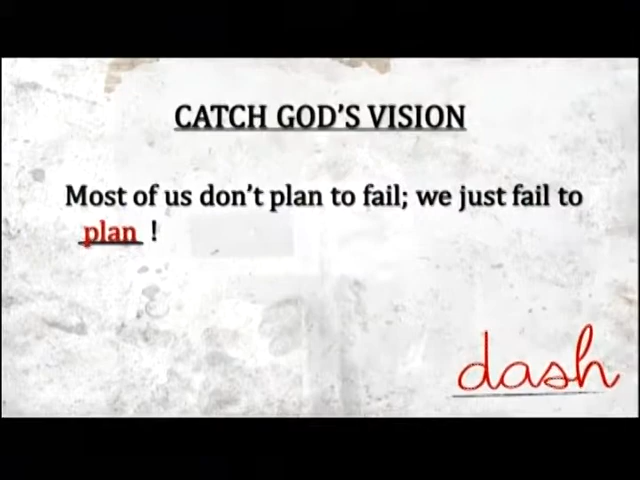 CATCH GOD'S VISION
Most of us don't plan to fail; we just fail to
plan !
dash